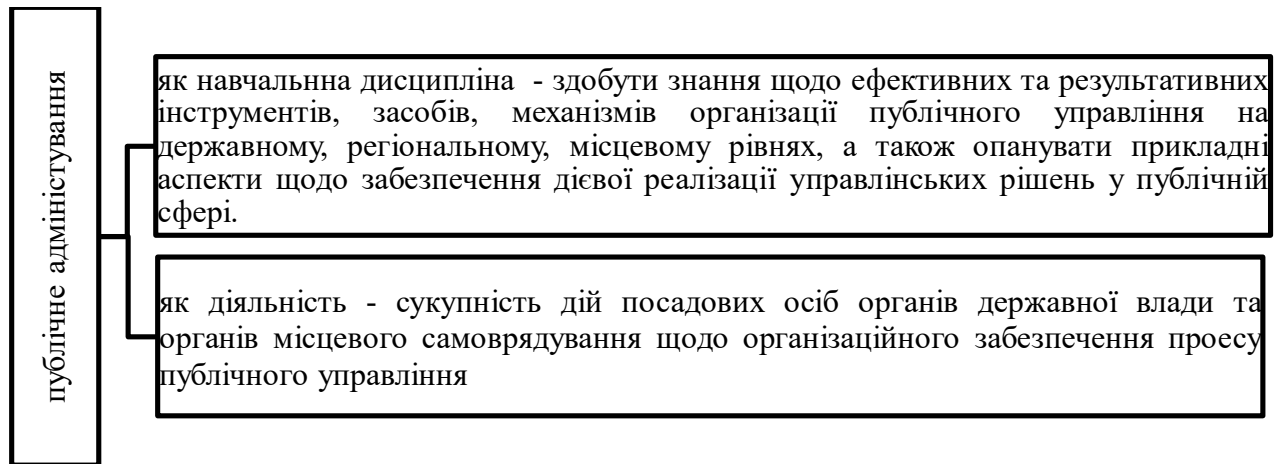 публічне адміністування
як навчальнна дисципліна - здобути знання щодо ефективних та результативних
інструментів, засобів, механізмів організації публічного управління на
державному, регіональному, місцевому рівнях, а також опанувати прикладні
аспекти щодо забезпечення дієвої реалізації управлінських рішень у публічній
сфері.
як діяльність - сукупність дій посадових осіб органів державної влади та
органів місцевого самоврядування щодо організаційного забезпечення проесу
публічного управління